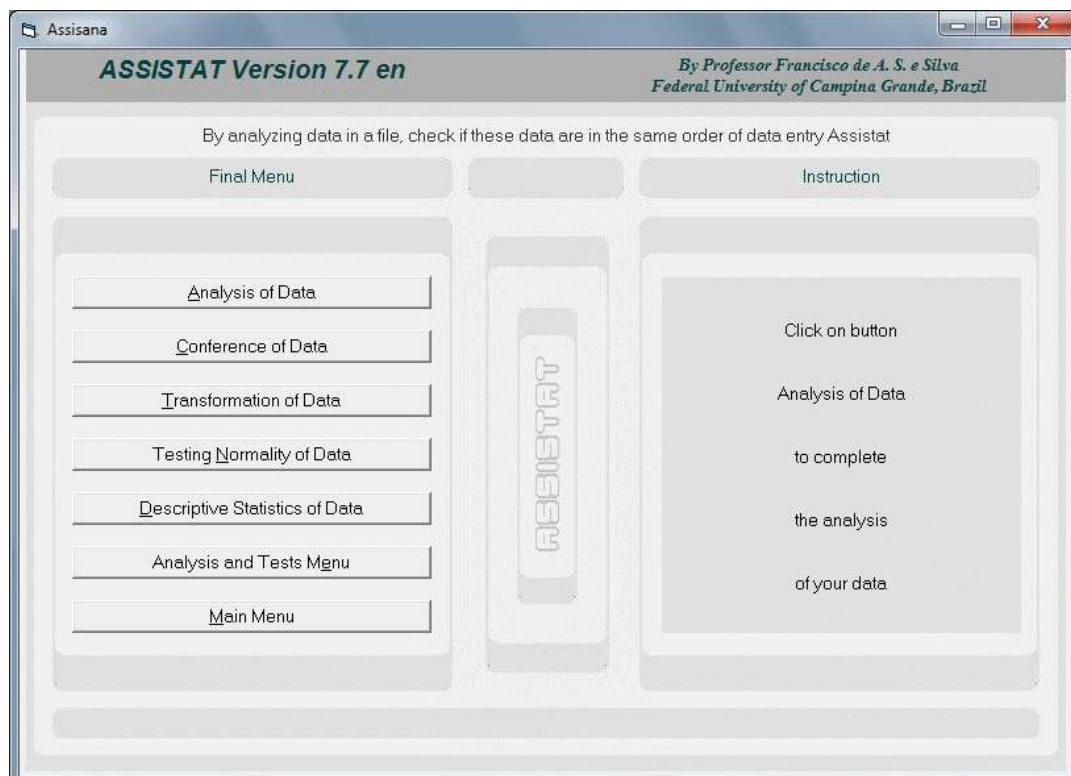 Assisana
ASSISTAT Version 7.7 en
By Professor Francisco de A. S. e Silva
Federal University of Campina Grande, Brazil
By analyzing data in a file, check if these data are in the same order of data entry Assistat
Final Menu
Instruction
Analysis of Data
Conference of Data
Transformation of Data
Testing Normality of Data
Descriptive Statistics of Data
Analysis and Tests Menu
Main Menu
ASSISTAT
Click on button
Analysis of Data
to complete
the analysis
of your data